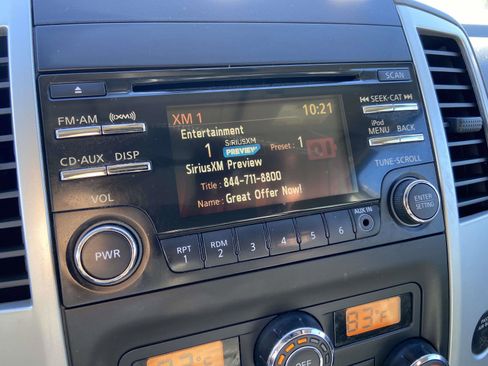 SCAN
FM·AM
(((XM)))
SEEK·CAT
XM 1
10:21
Entertainment
1
SIRIUSXM
PREVIEW
Preset : 1
iPod
MENU
BACK
CD·AUX
DISP
SiriusXM Preview
Title : 844-711-8800
Name : Great Offer Now!
TUNE·SCROLL
VOL
AUX IN
PWR
RPT
1
RDM
2
3
4
5
6
ENTER
SETTING
OFF